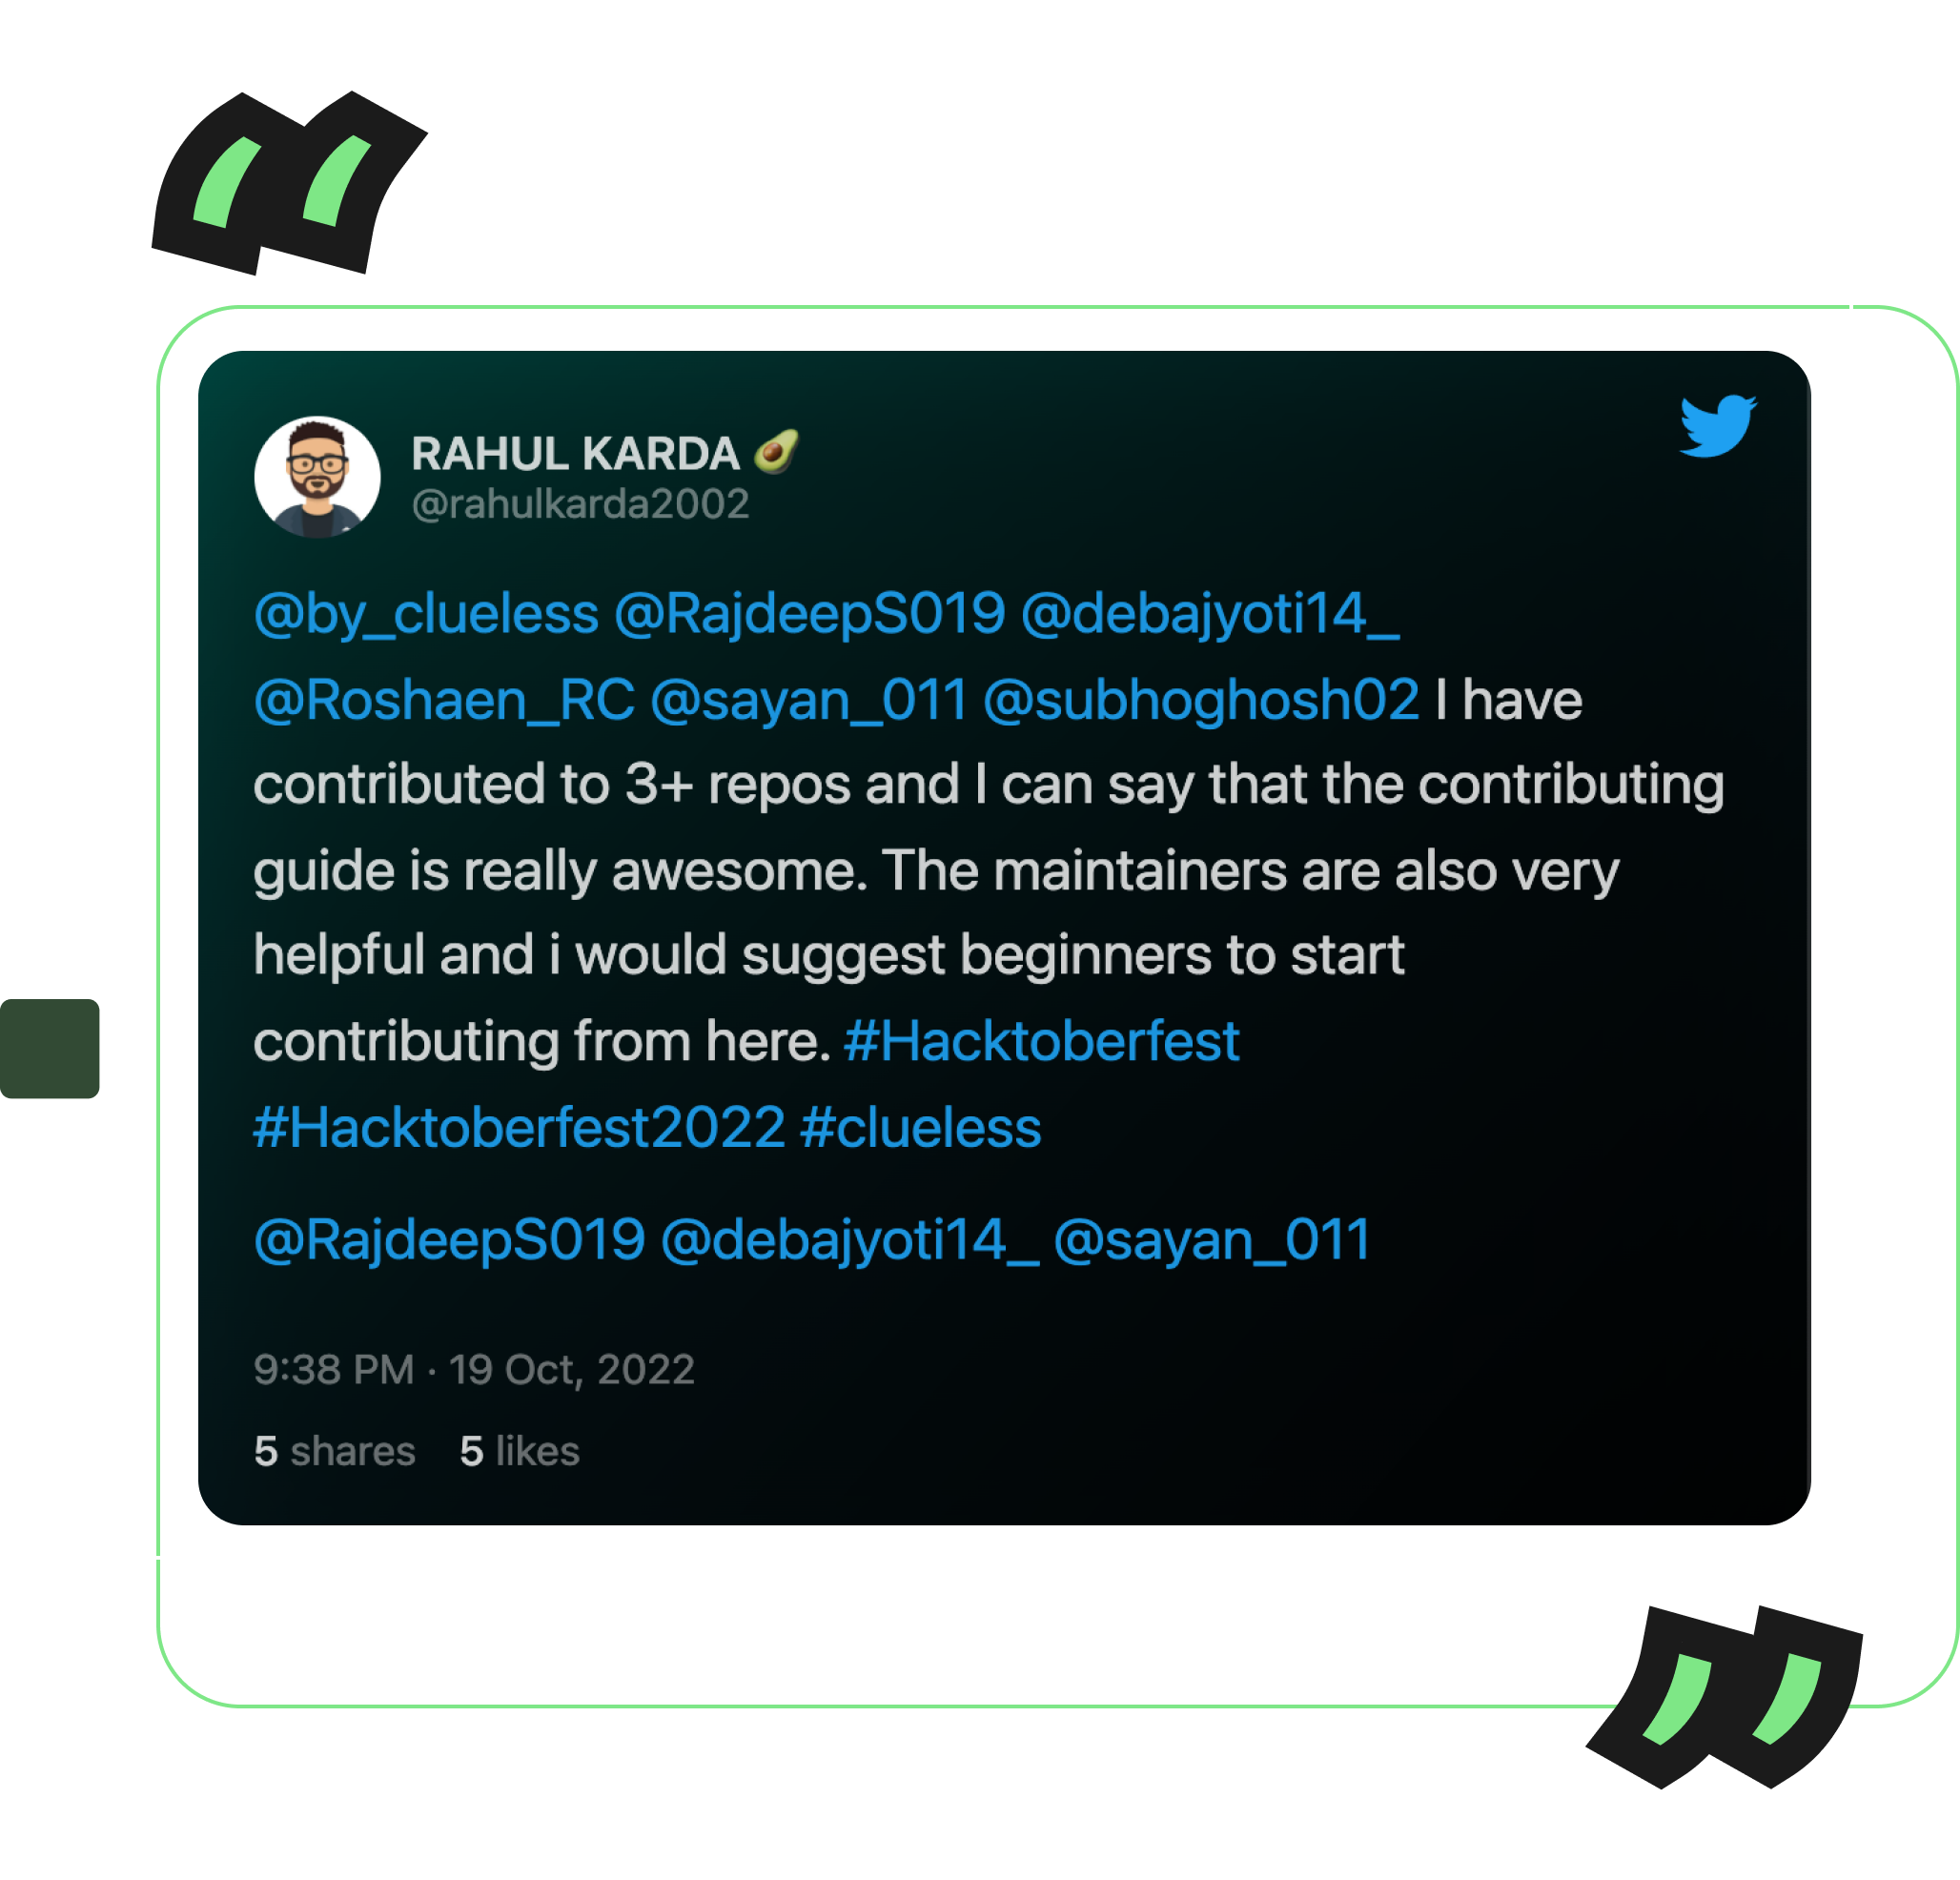 RAHUL KARDA 🥑
@rahulkarda2002
@by_clueless @RajdeepS019 @debajyoti14_
@Roshaen_RC @sayan_011 @subhoghosh02 I have
contributed to 3+ repos and I can say that the contributing
guide is really awesome. The maintainers are also very
helpful and i would suggest beginners to start
contributing from here. #Hacktoberfest
#Hacktoberfest2022 #clueless
@RajdeepS019 @debajyoti14_ @sayan_011
9:38 PM · 19 Oct, 2022
5 shares 5 likes